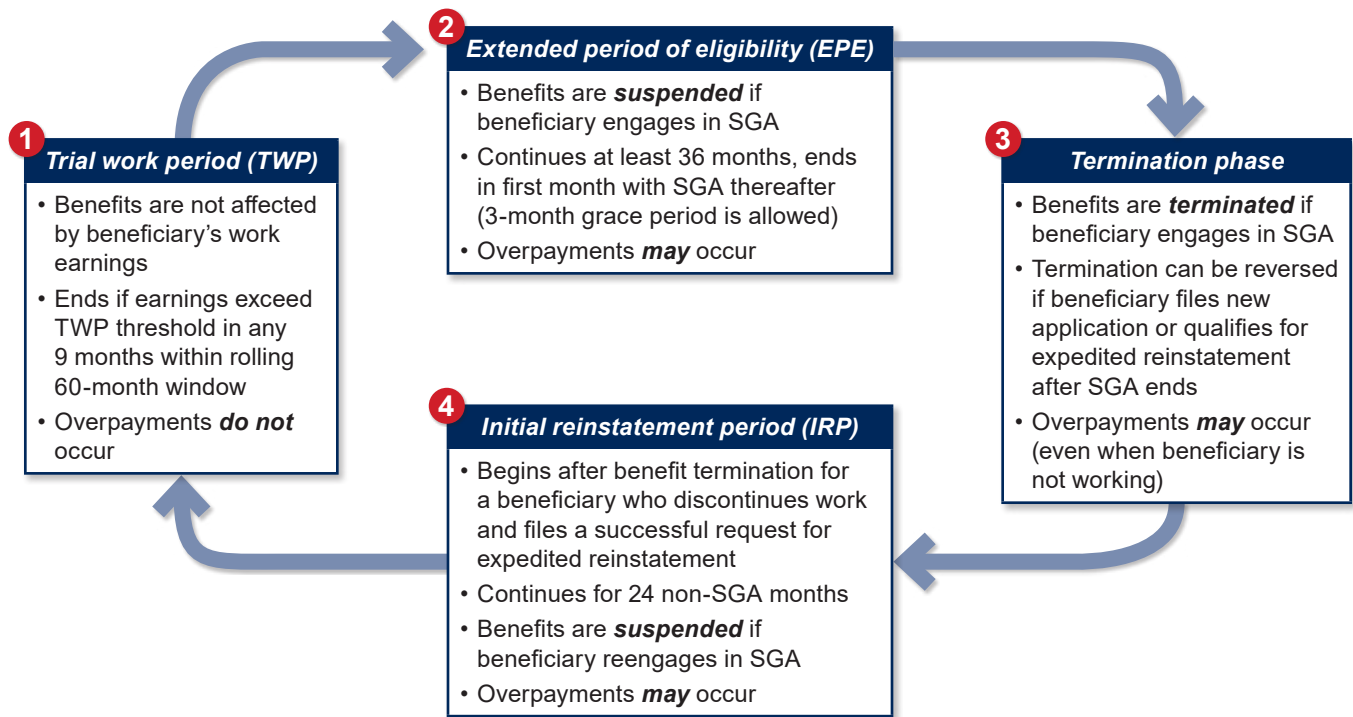 1
Trial work period (TWP)
• Benefits are not affected
by beneficiary’s work
earnings
• Ends if earnings exceed
TWP threshold in any
9 months within rolling
60-month window
• Overpayments do not
occur
2
Extended period of eligibility (EPE)
• Benefits are suspended if
beneficiary engages in SGA
• Continues at least 36 months, ends
in first month with SGA thereafter
(3-month grace period is allowed)
• Overpayments may occur
3
Termination phase
• Benefits are terminated if
beneficiary engages in SGA
• Termination can be reversed
if beneficiary files new
application or qualifies for
expedited reinstatement
after SGA ends
• Overpayments may occur
(even when beneficiary is
not working)
4
Initial reinstatement period (IRP)
• Begins after benefit termination for
a beneficiary who discontinues work
and files a successful request for
expedited reinstatement
• Continues for 24 non-SGA months
• Benefits are suspended if
beneficiary reengages in SGA
• Overpayments may occur